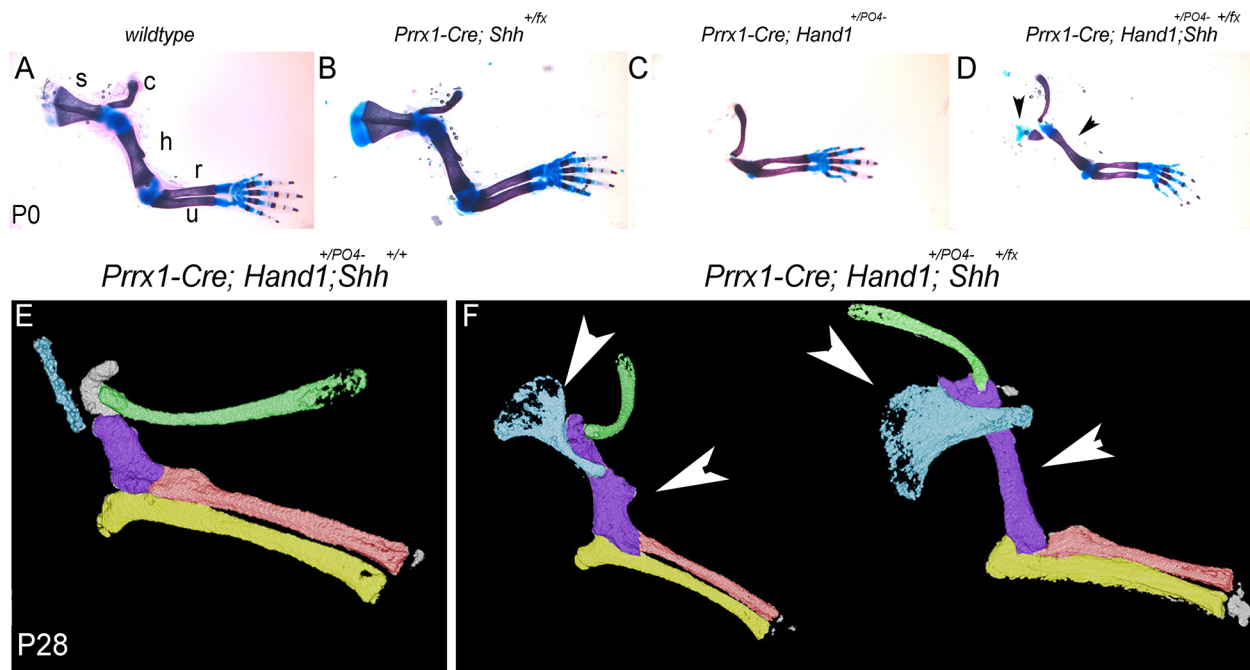 wildtype
Prrx1-Cre; Shh +/fx
Prrx1-Cre; Hand1 +/PO4-
Prrx1-Cre; Hand1;Shh +/PO4- +/fx
A
s
c
h
r
u
P0
B
C
D
Prrx1-Cre; Hand1;Shh +/PO4- +/+
Prrx1-Cre; Hand1; Shh +/PO4- +/fx
E
P28
F